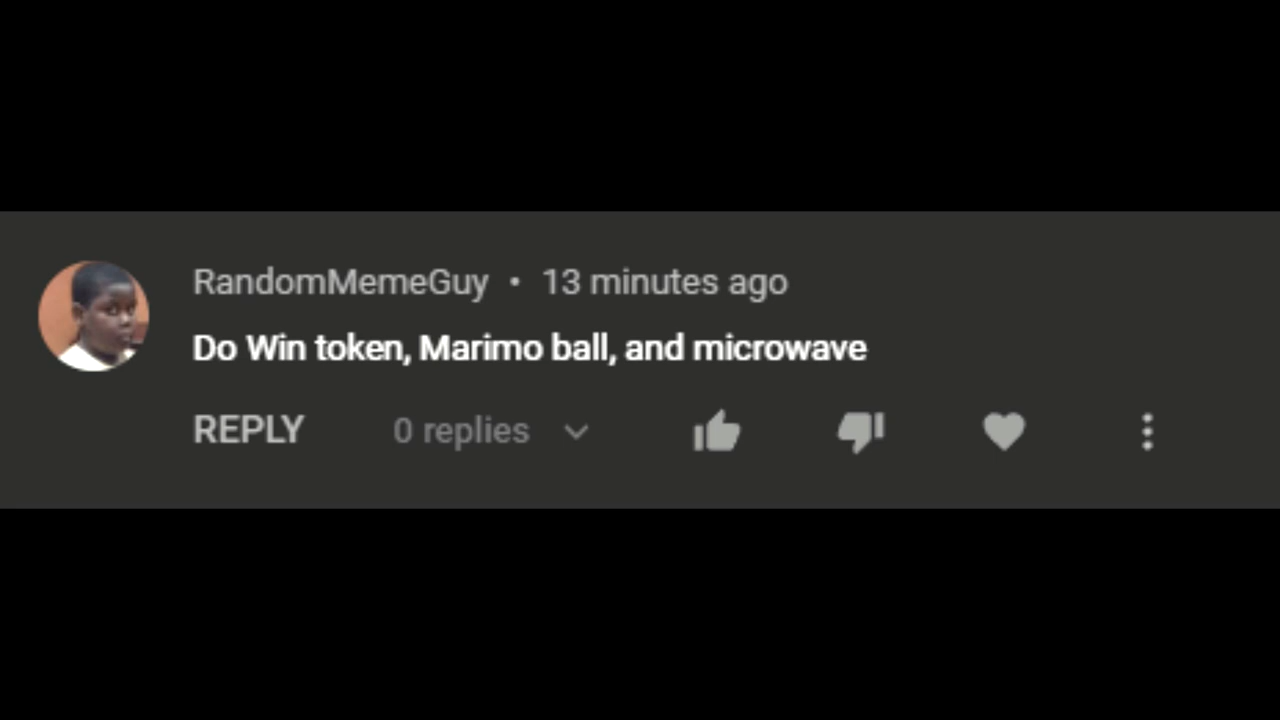 RandomMemeGuy • 13 minutes ago
Do Win token, Marimo ball, and microwave
REPLY 0 replies